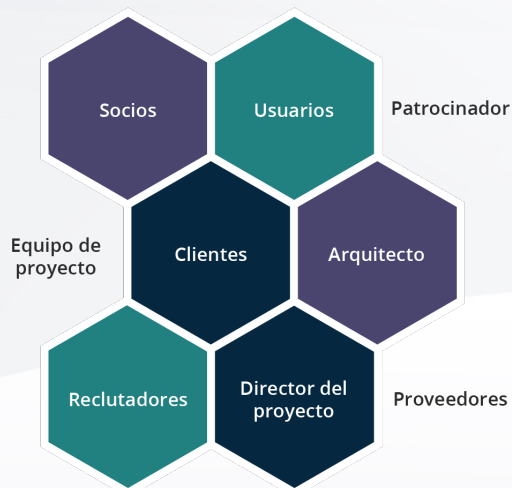 Socios
Usuarios
Patrocinador
Equipo de
proyecto
Clientes
Arquitecto
Reclutadores
Director del
proyecto
Proveedores